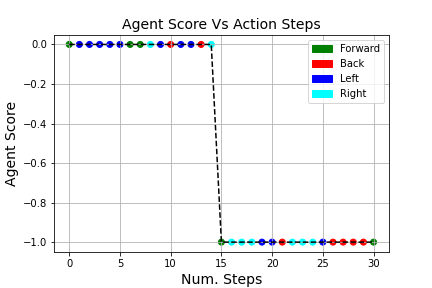 Agent Score Vs Action Steps
Forward
Back
Left
Right
0.0
−0.2
−0.4
−0.6
−0.8
−1.0
Agent Score
0 5 10 15 20 25 30
Num. Steps